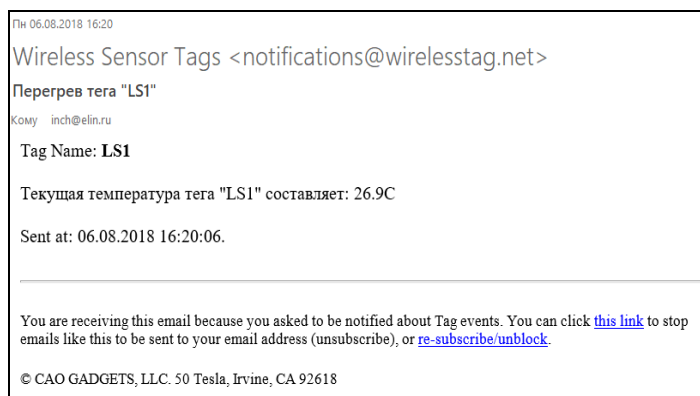 Пн 06.08.2018 16:20
Wireless Sensor Tags <notifications@wirelesstag.net>
Перегрев тега "LS1"
Кому inch@elin.ru
Tag Name: LS1
Текущая температура тега "LS1" составляет: 26.9C
Sent at: 06.08.2018 16:20:06.
You are receiving this email because you asked to be notified about Tag events. You can click this link to stop
emails like this to be sent to your email address (unsubscribe), or re-subscribe/unblock.
© CAO GADGETS, LLC. 50 Tesla, Irvine, CA 92618